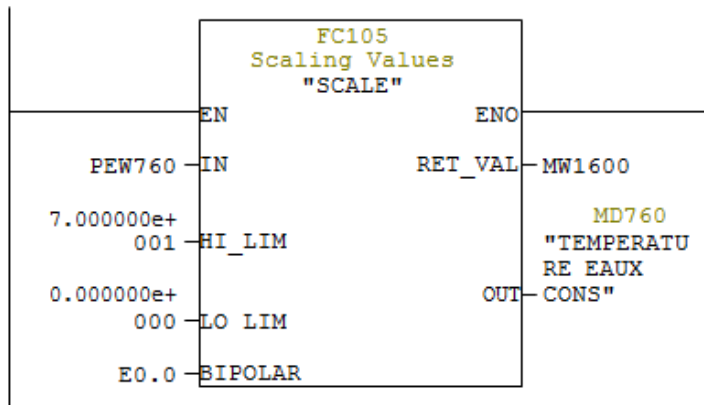 FC105
Scaling Values
"SCALE"
EN
ENO
PEW760
IN
RET_VAL
MW1600
7.000000e+
001
HI_LIM
MD760
"TEMPERATU
RE EAUX
CONS"
OUT
0.000000e+
000
LO LIM
E0.0
BIPOLAR